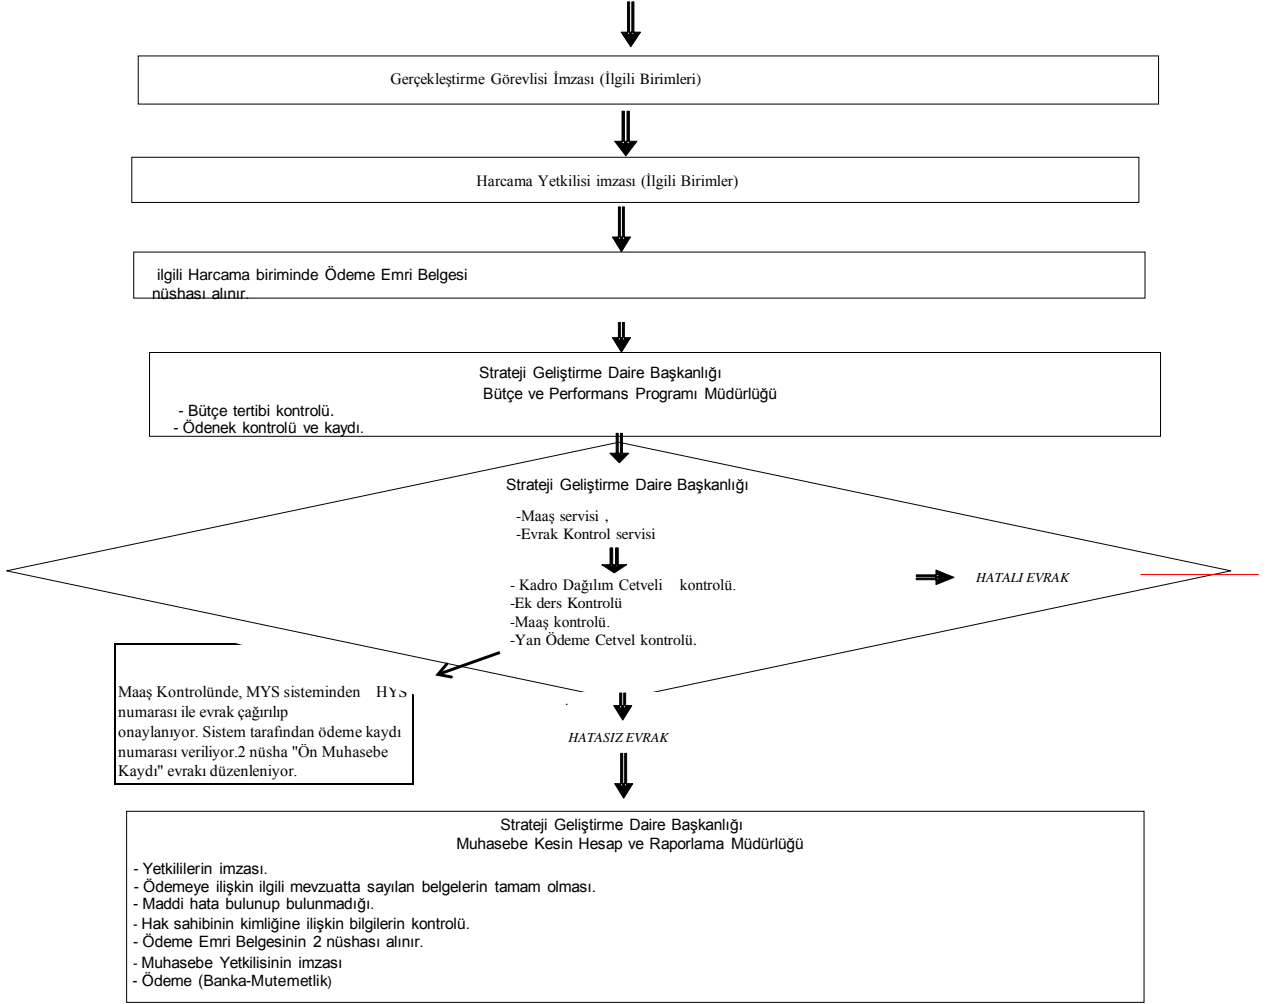 Gerçekleştirme Görevlisi İmzası (İlgili Birimleri)
Harcama Yetkilisi imzası (İlgili Birimler)
ilgili Harcama biriminde Ödeme Emri Belgesi
nüshası alınır.
Strateji Geliştirme Daire Başkanlığı
Bütçe ve Performans Programı Müdürlüğü
- Bütçe tertibi kontrolü.
- Ödenek kontrolü ve kaydı.
Strateji Geliştirme Daire Başkanlığı
-Maaş servisi ,
-Evrak Kontrol servisi
- Kadro Dağılım Cetveli kontrolü.
-Ek ders Kontrolü
-Maaş kontrolü.
-Yan Ödeme Cetvel kontrolü.
HATALI EVRAK
Maaş Kontrolünde, MYS sisteminden HYS
numarası ile evrak çağırılıp
onaylanıyor. Sistem tarafından ödeme kaydı
numarası veriliyor.2 nüsha "Ön Muhasebe
Kaydı" evrakı düzenleniyor.
.
HATASIZ EVRAK
Strateji Geliştirme Daire Başkanlığı
Muhasebe Kesin Hesap ve Raporlama Müdürlüğü
- Yetkililerin imzası.
- Ödemeye ilişkin ilgili mevzuatta sayılan belgelerin tamam olması.
- Maddi hata bulunup bulunmadığı.
- Hak sahibinin kimliğine ilişkin bilgilerin kontrolü.
- Ödeme Emri Belgesinin 2 nüshası alınır.
- Muhasebe Yetkilisinin imzası
- Ödeme (Banka-Mutemetlik)